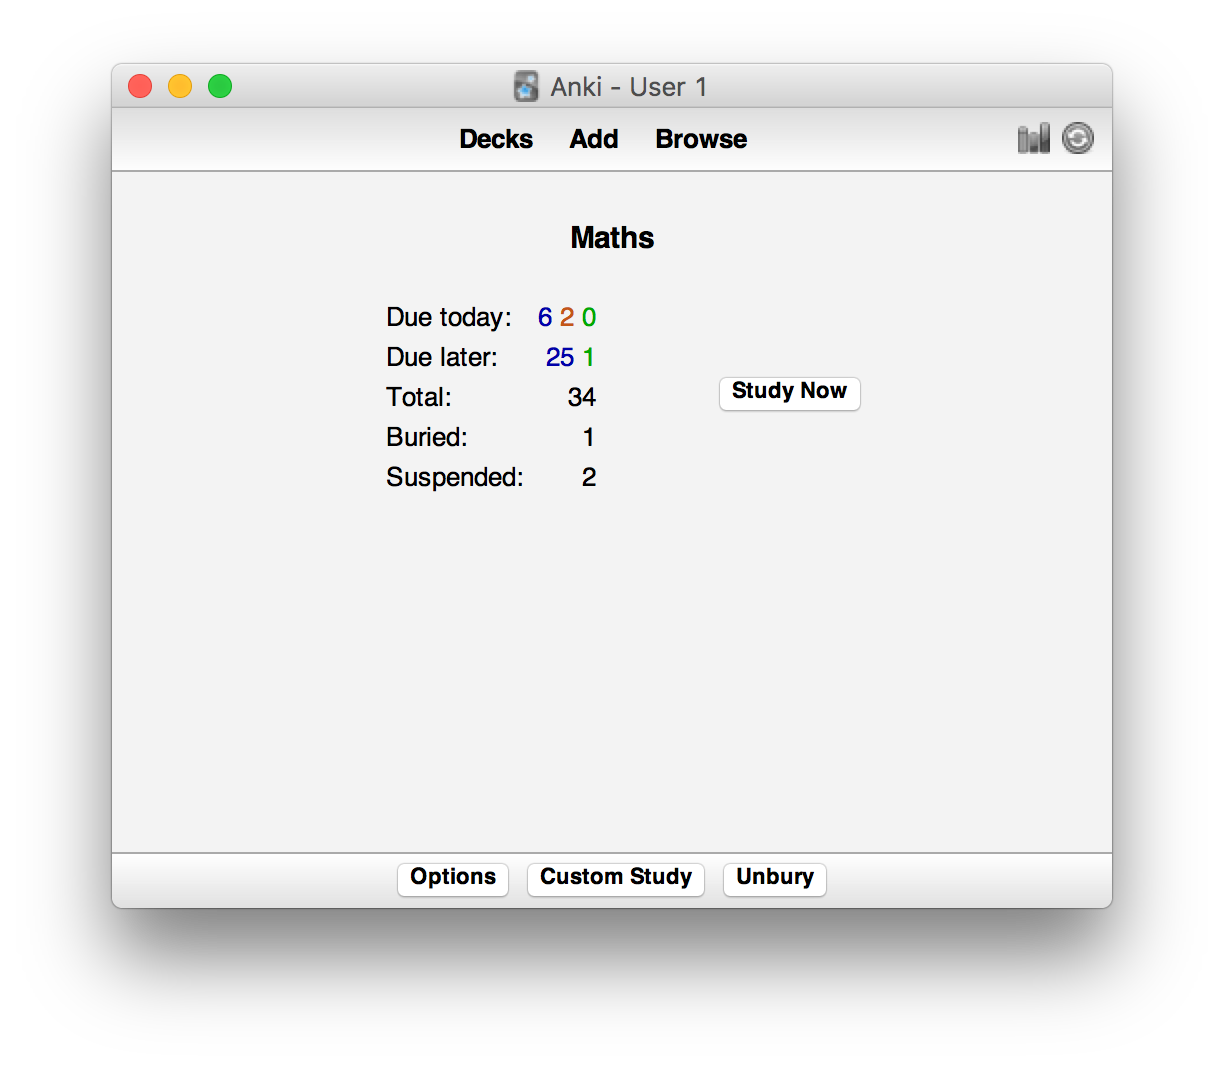 Anki - User 1
Decks Add Browse
Maths
Due today: 6 2 0
Due later: 25 1
Total: 34
Study Now
Buried: 1
Suspended: 2
Options Custom Study Unbury